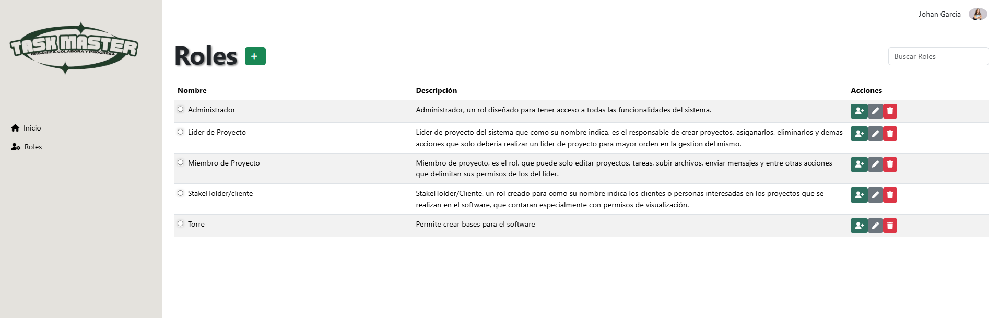 TASK MASTER
ORGANIZA, COLABORA Y PROGRESA
Inicio
Roles
Johan Garcia
Roles +
Buscar Roles
Nombre Descripción Acciones
Administrador Administrador, un rol diseñado para tener acceso a todas las funcionalidades del sistema.
Lider de Proyecto Lider de proyecto del sistema que como su nombre indica, es el responsable de crear proyectos, asiganarlos, eliminarlos y demas
acciones que solo deberia realizar un lider de proyecto para mayor orden en la gestion del mismo.
Miembro de Proyecto Miembro de proyecto, es el rol, que puede solo editar proyectos, tareas, subir archivos, enviar mensajes y entre otras acciones
que delimitan sus permisos de los del lider.
StakeHolder/cliente StakeHolder/Cliente, un rol creado para como su nombre indica los clientes o personas interesadas en los proyectos que se
realizan en el software, que contaran especialmente con permisos de visualización.
Torre Permite crear bases para el software